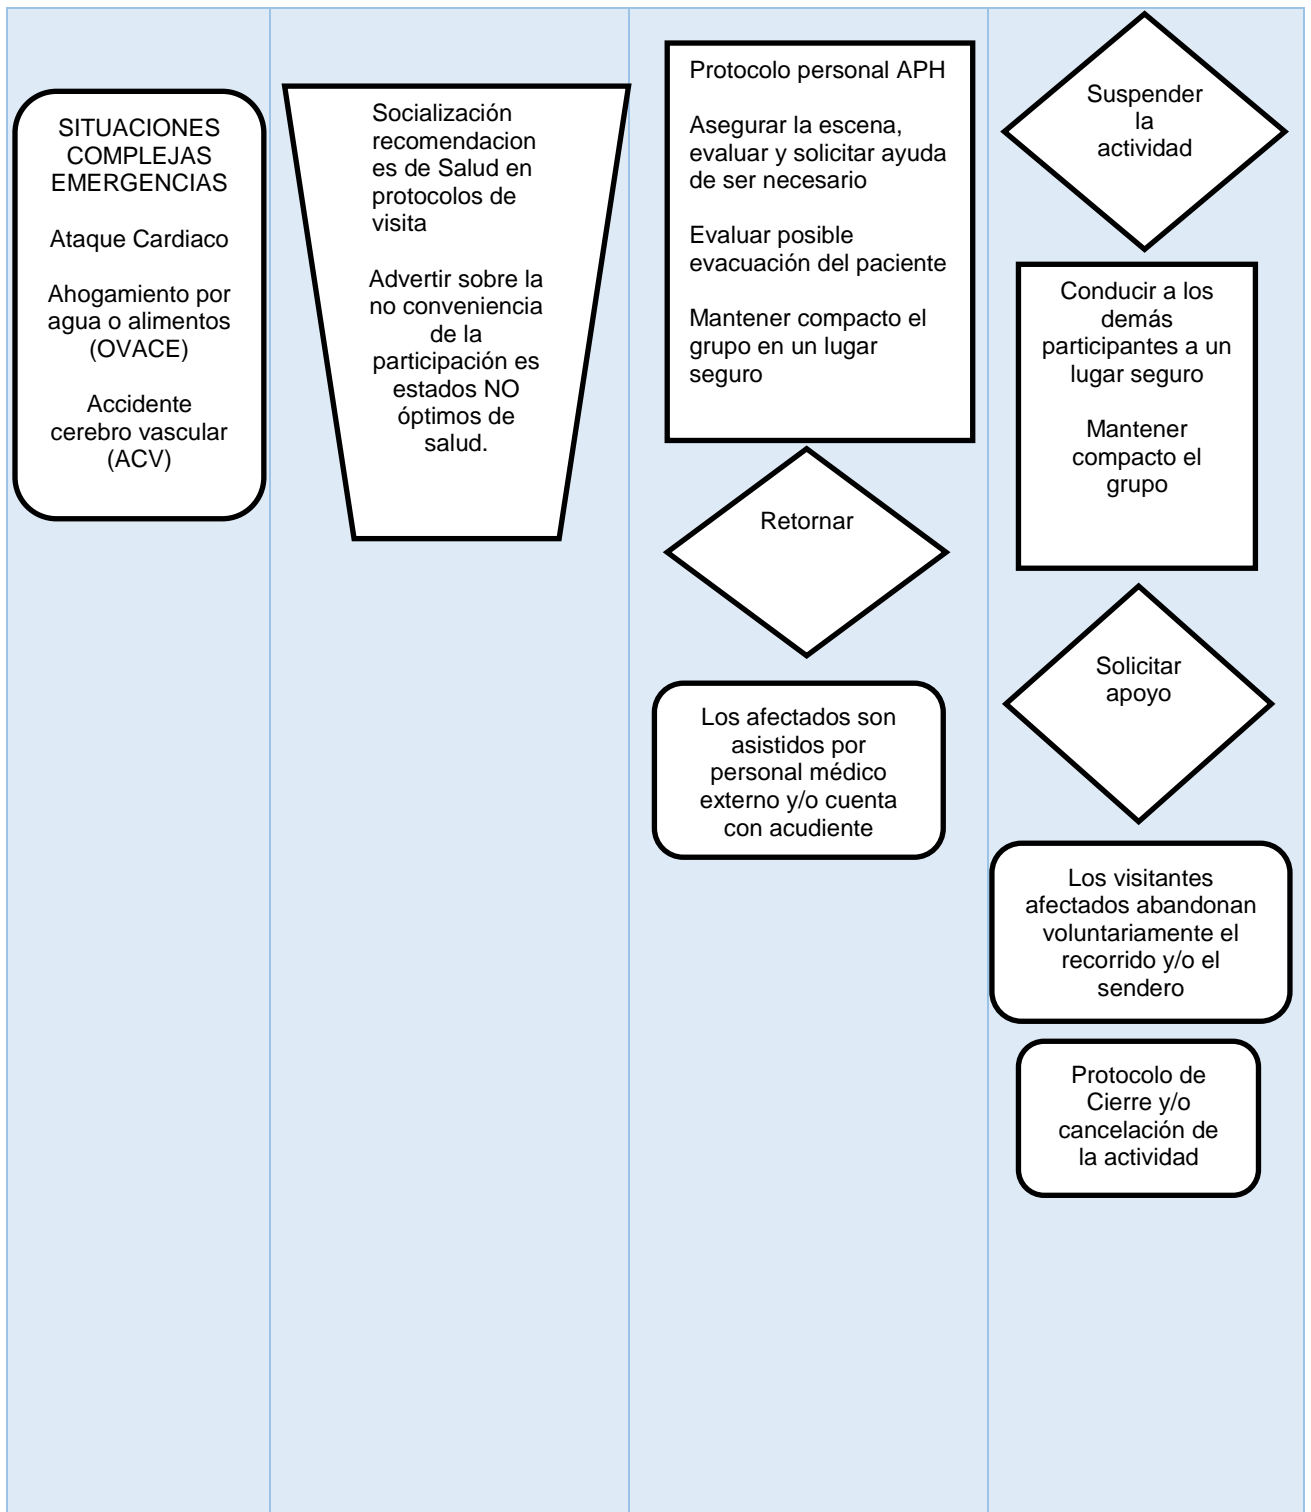 SITUACIONES
COMPLEJAS
EMERGENCIAS
Ataque Cardiaco
Ahogamiento por
agua o alimentos
(OVACE)
Accidente
cerebro vascular
(ACV)
Socialización
recomendacion
es de Salud en
protocolos de
visita
Advertir sobre la
no conveniencia
de la
participación es
estados NO
óptimos de
salud.
Protocolo personal APH
Asegurar la escena,
evaluar y solicitar ayuda
de ser necesario
Evaluar posible
evacuación del paciente
Mantener compacto el
grupo en un lugar
seguro
Retornar
Los afectados son
asistidos por
personal médico
externo y/o cuenta
con acudiente
Suspender
la
actividad
Conducir a los
demás
participantes a un
lugar seguro
Mantener
compacto el
grupo
Solicitar
apoyo
Los visitantes
afectados abandonan
voluntariamente el
recorrido y/o el
sendero
Protocolo de
Cierre y/o
cancelación de
la actividad